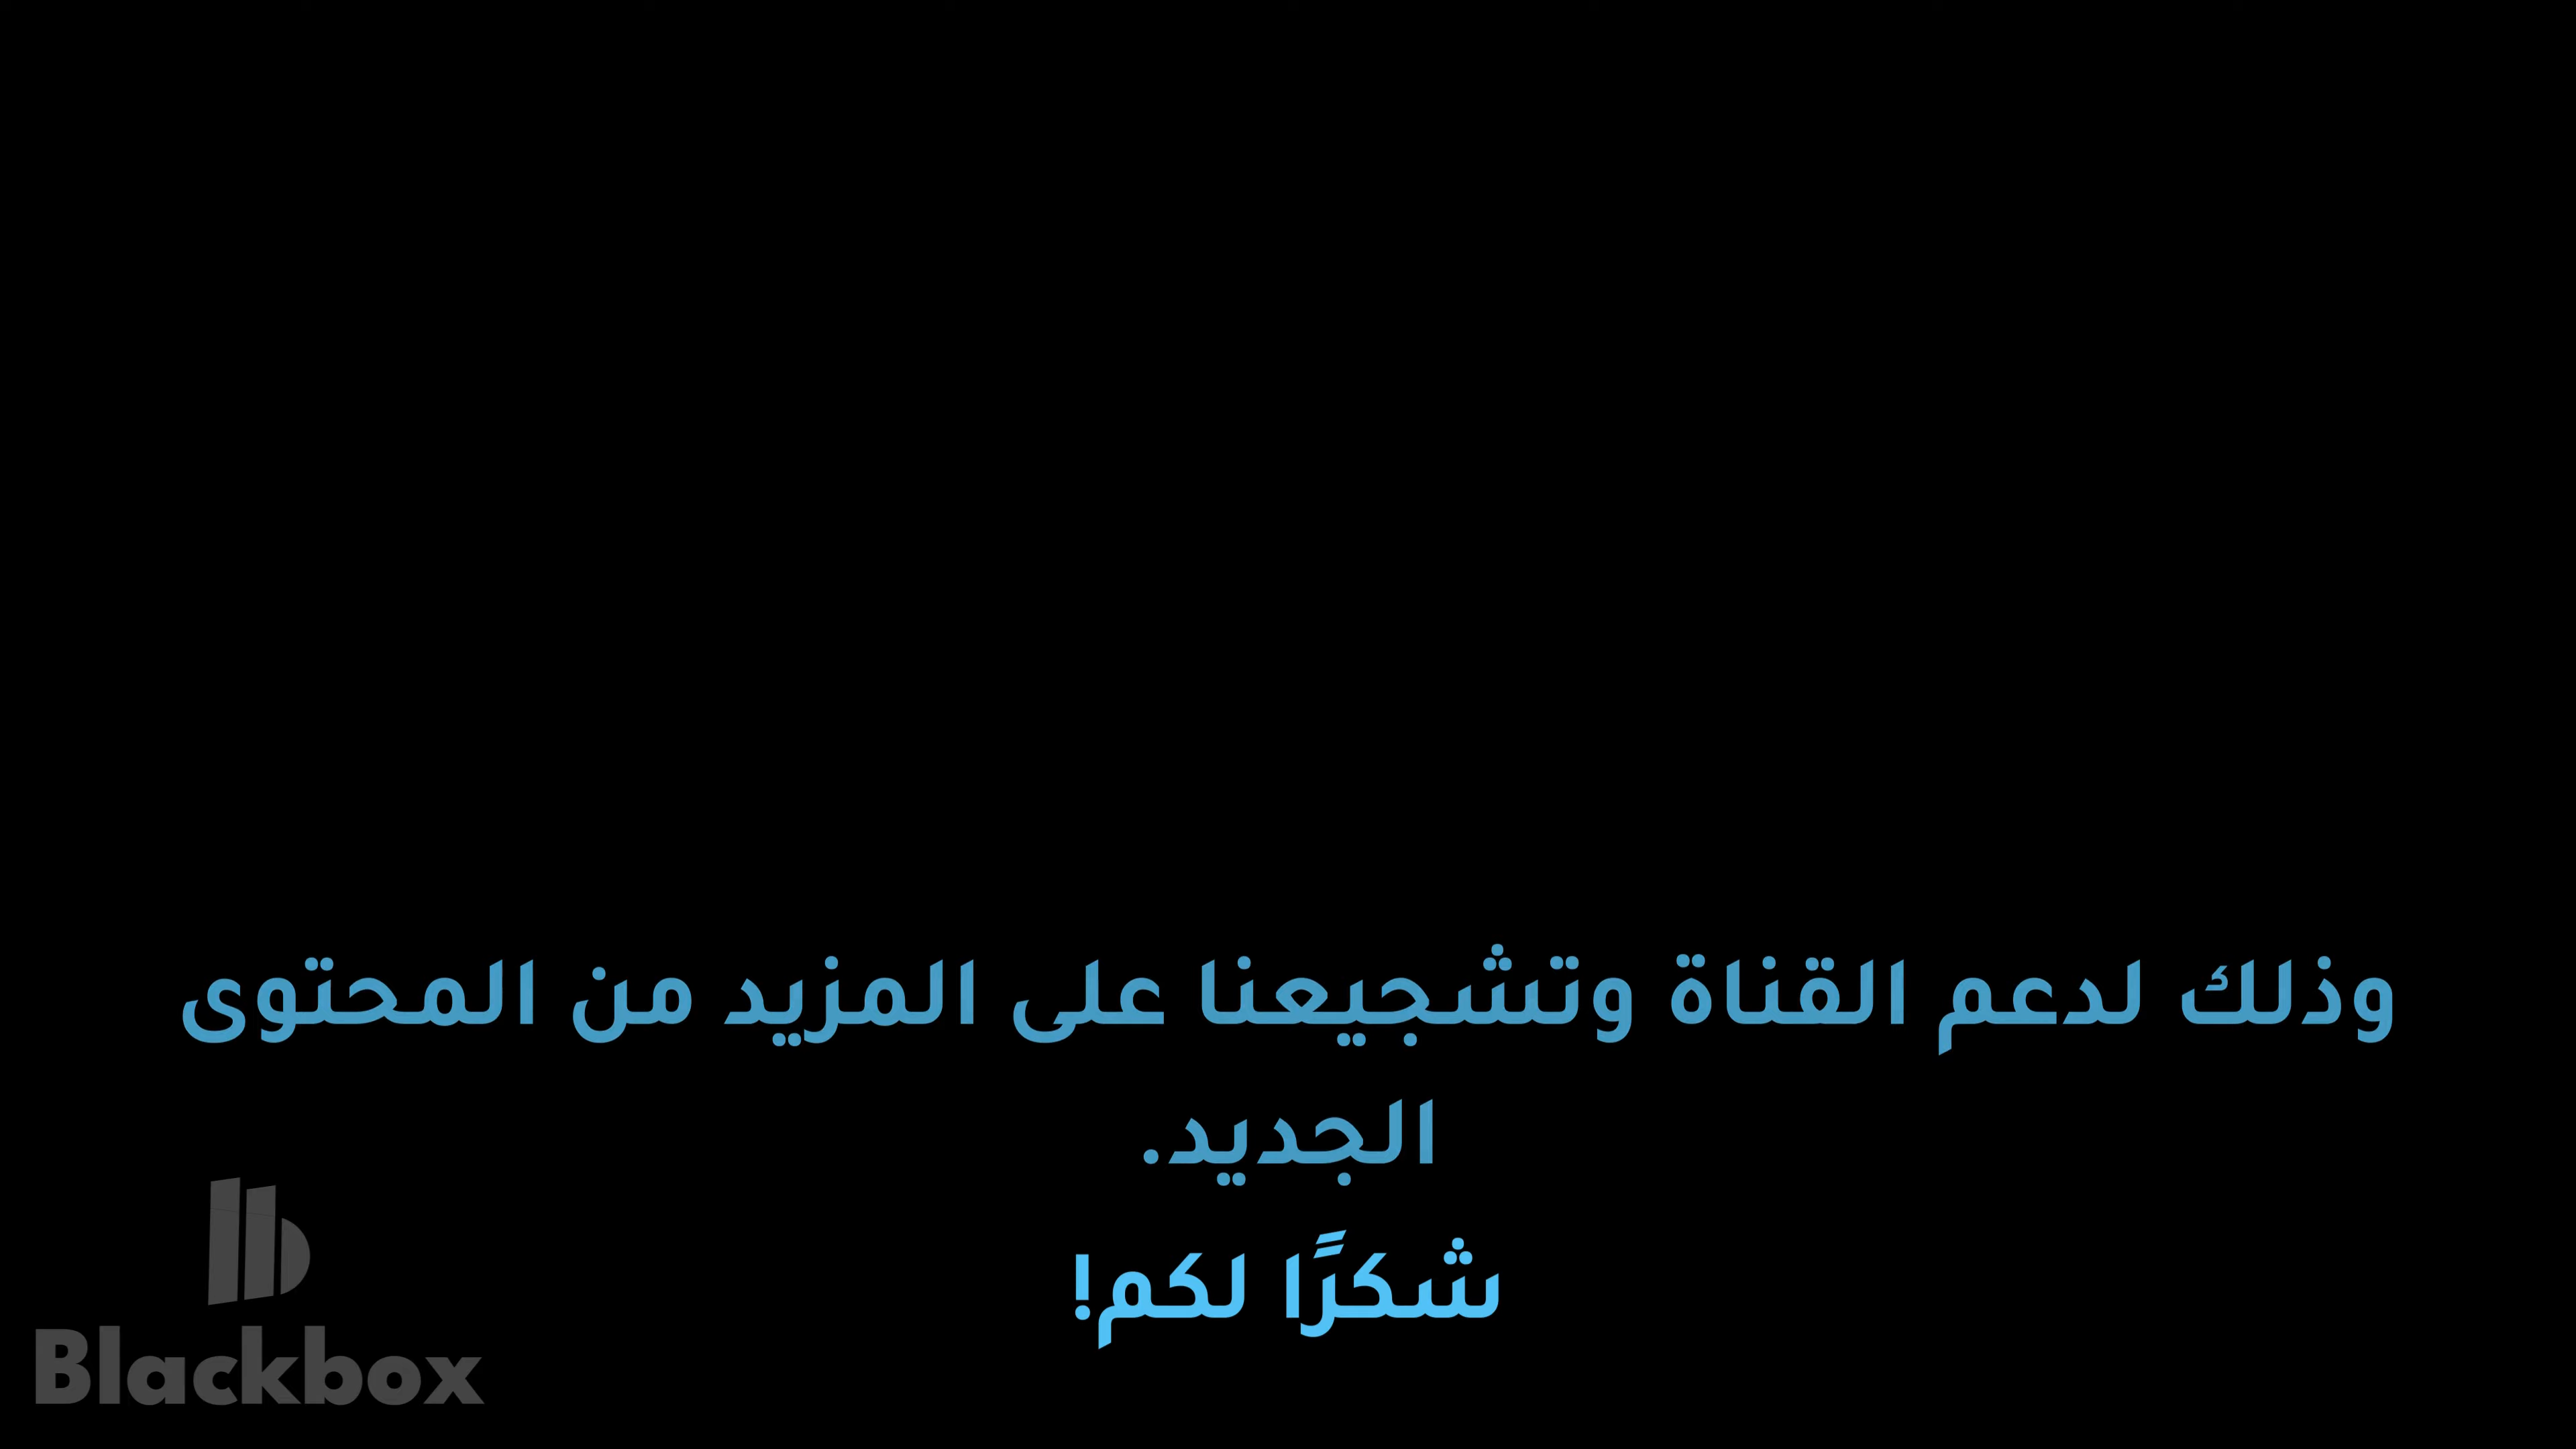 وذلك لدعم القناة وتشجيعنا على المزيد من المحتوى
الجديد.
شكرًا لكم!
Blackbox